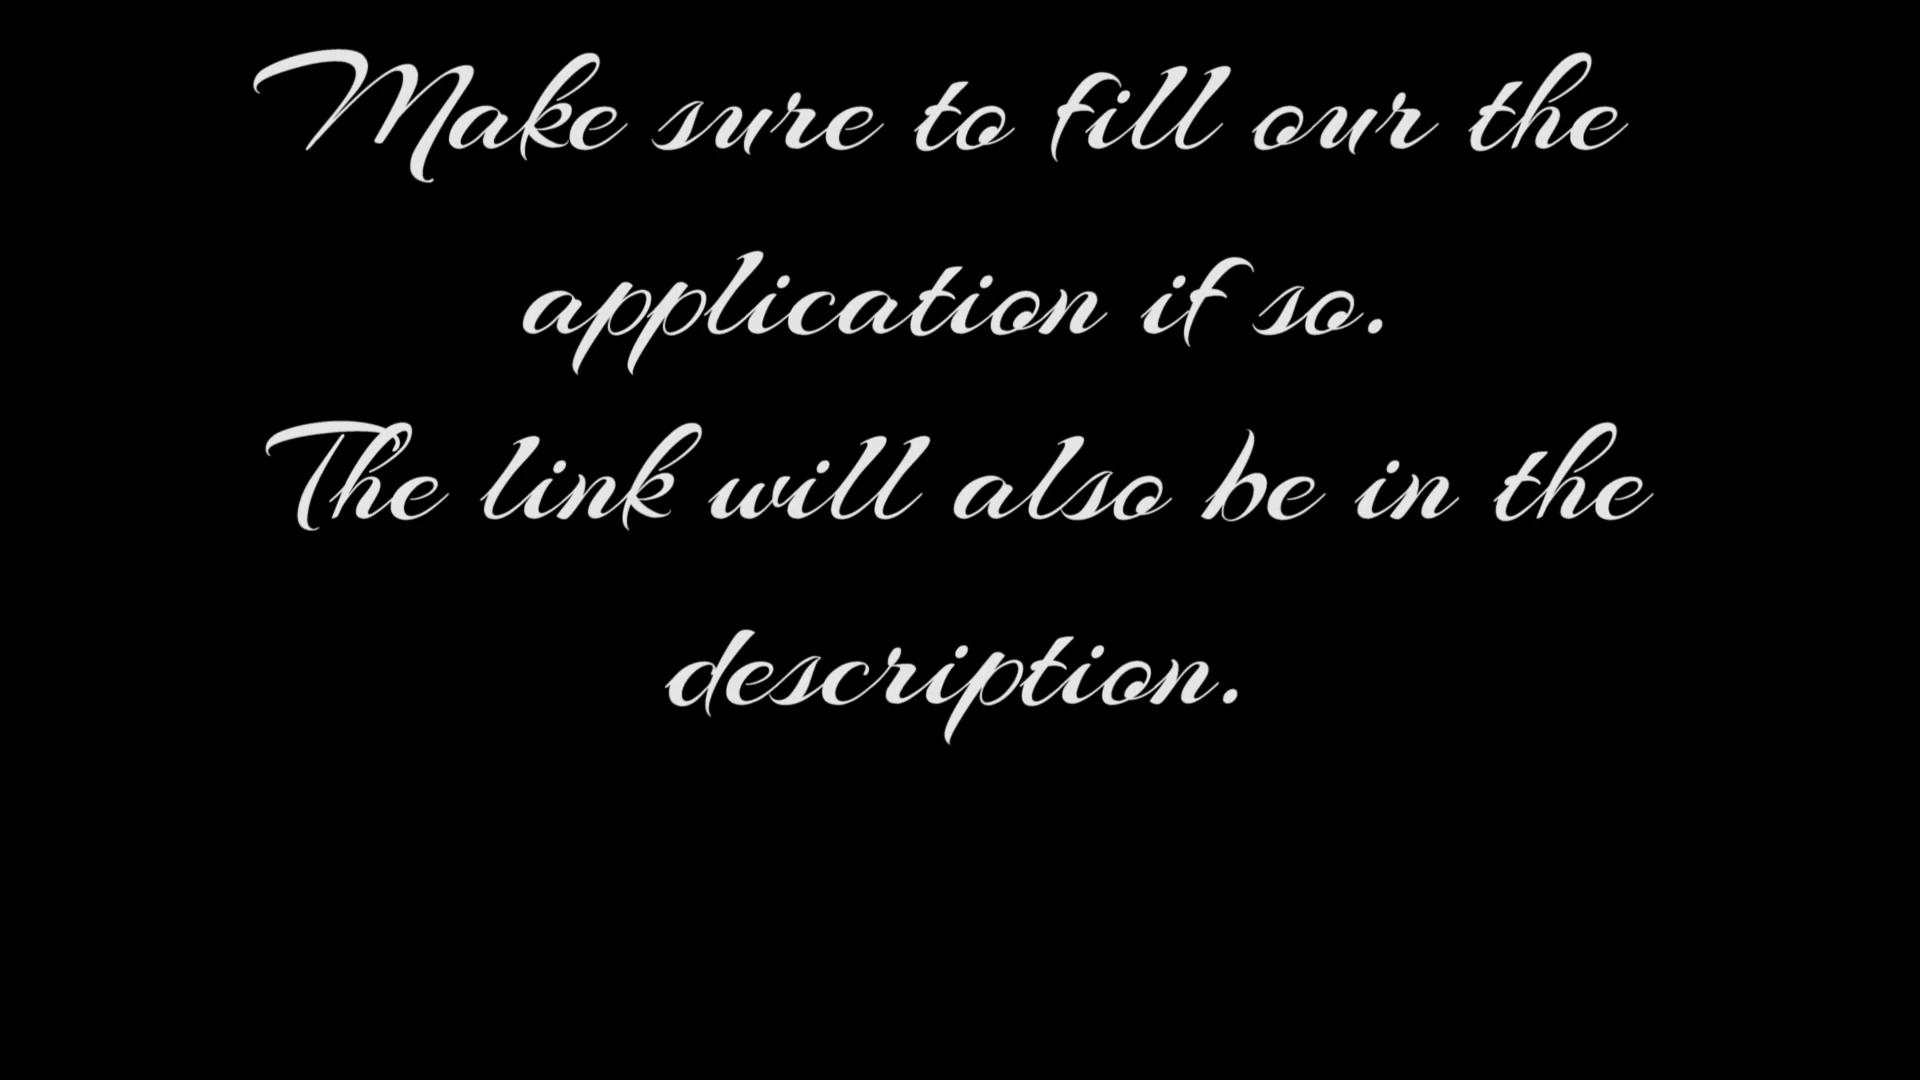 Make sure to fill our the
application if so.
The link will also be in the
description.